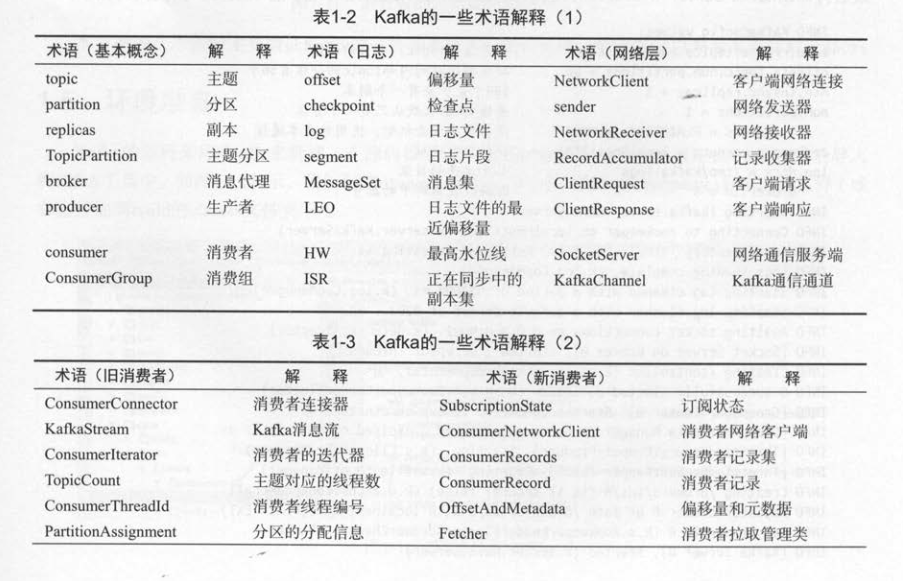 表1-2 Kafka的一些术语解释（1）
术语（基本概念） 解 释 术语（日志） 解 释 术语（网络层） 解 释
topic 主题 offset 偏移量 NetworkClient 客户端网络连接
partition 分区 checkpoint 检查点 sender 网络发送器
replicas 副本 log 日志文件 NetworkReceiver 网络接收器
TopicPartition 主题分区 segment 日志片段 RecordAccumulator 记录收集器
broker 消息代理 MessageSet 消息集 ClientRequest 客户端请求
producer 生产者 LEO 日志文件的最近偏移量 ClientResponse 客户端响应
consumer 消费者 HW 最高水位线 SocketServer 网络通信服务端
ConsumerGroup 消费组 ISR 正在同步中的副本集 KafkaChannel Kafka通信通道
表1-3 Kafka的一些术语解释（2）
术语（旧消费者） 解 释 术语（新消费者） 解 释
ConsumerConnector 消费者连接器 SubscriptionState 订阅状态
KafkaStream Kafka消息流 ConsumerNetworkClient 消费者网络客户端
ConsumerIterator 消费者的迭代器 ConsumerRecords 消费者记录集
TopicCount 主题对应的线程数 ConsumerRecord 消费者记录
ConsumerThreadId 消费者线程编号 OffsetAndMetadata 偏移量和元数据
PartitionAssignment 分区的分配信息 Fetcher 消费者拉取管理类